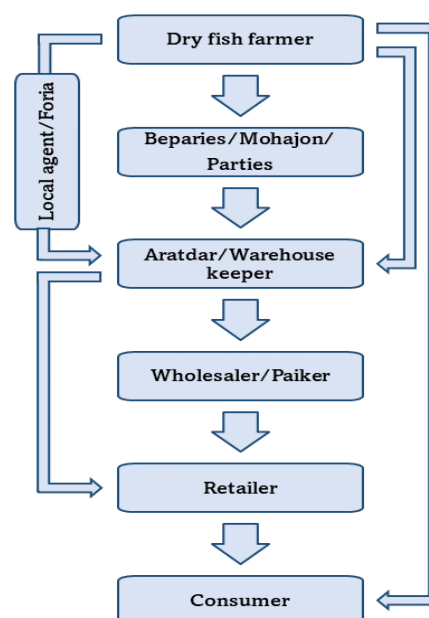 Dry fish farmer
Local agent/Foria
Beparies/Mohajon/
Parties
Aratdar/Warehouse
keeper
Wholesaler/Paiker
Retailer
Consumer